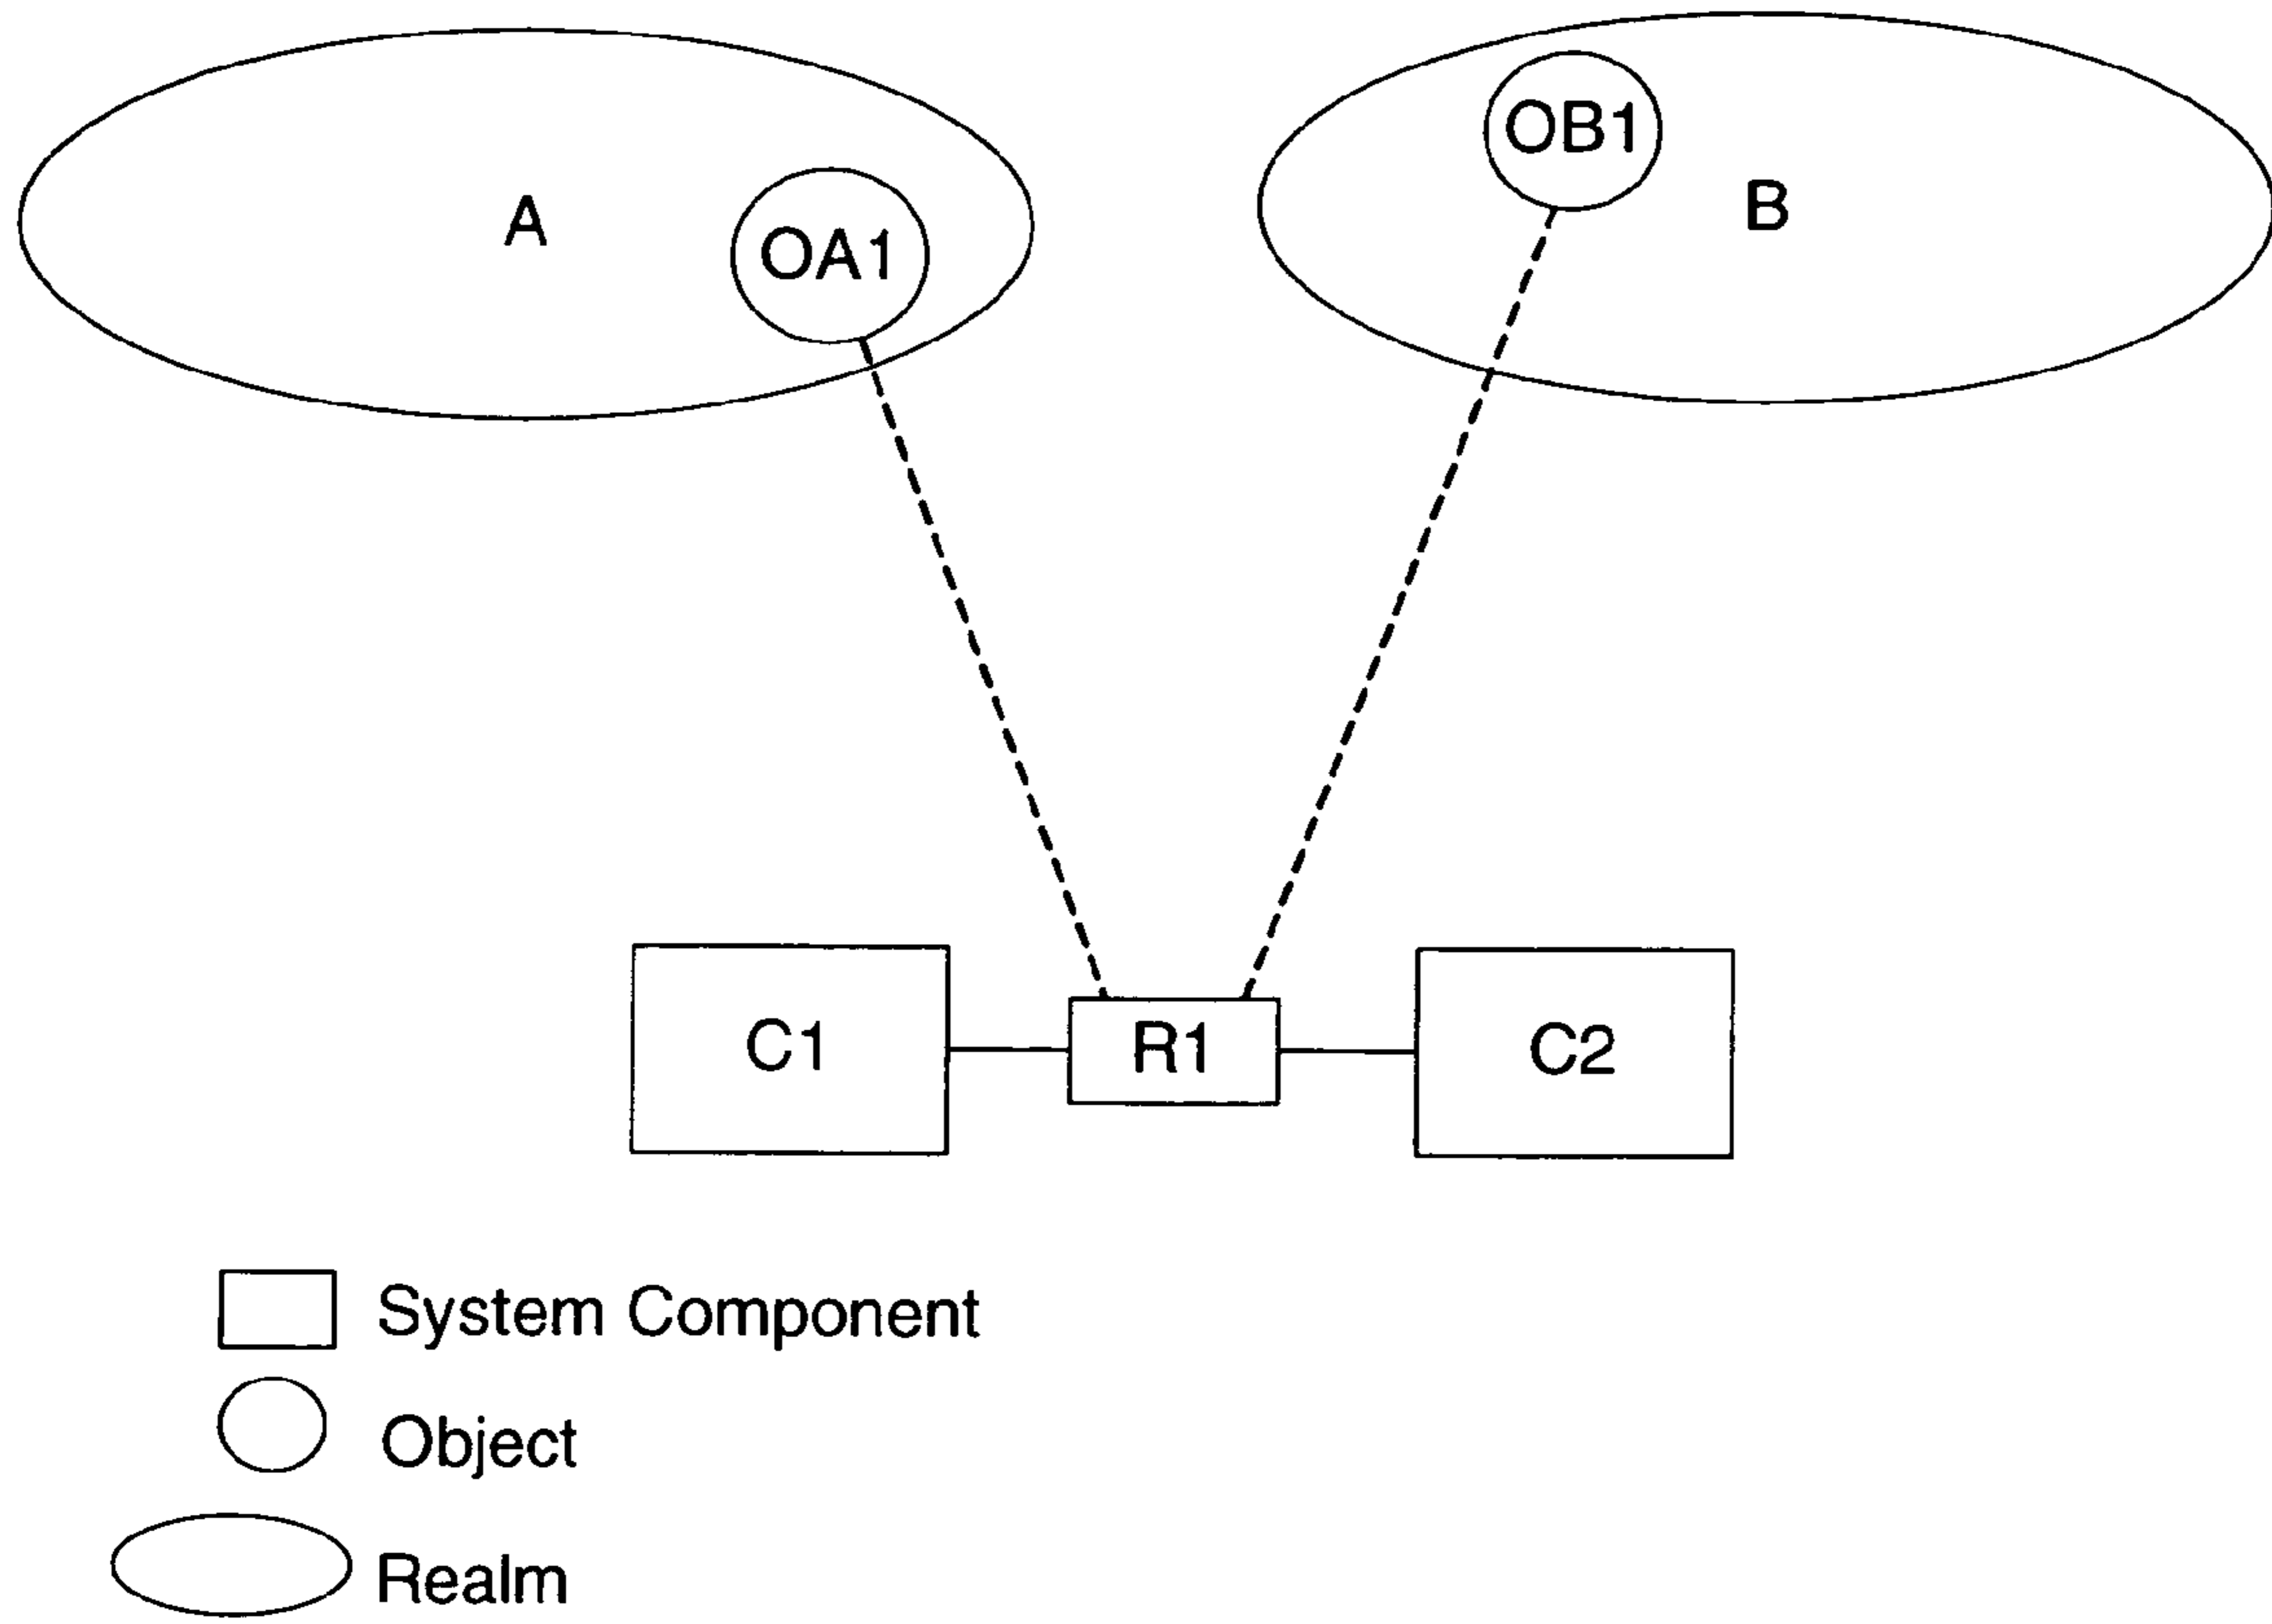 OB1
A
B
OA1
C1
R1
C2
System Component
Object
Realm